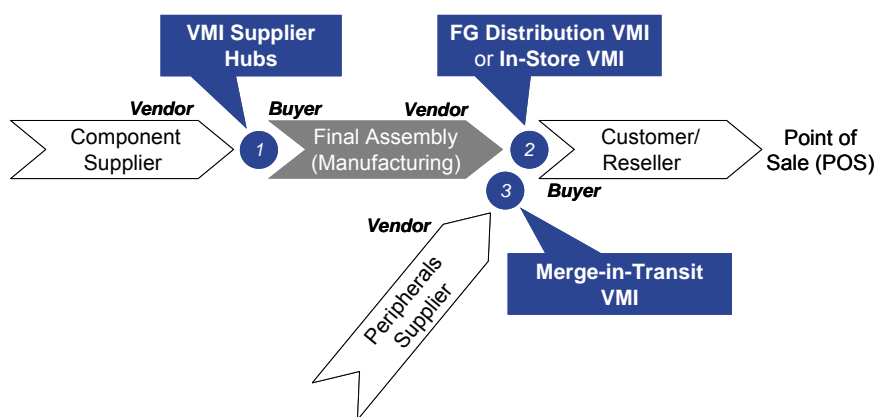 VMI Supplier
Hubs
FG Distribution VMI
or In-Store VMI
Vendor
Buyer
Vendor
Component
Supplier
1
Final Assembly
(Manufacturing)
2
Customer/
Reseller
Point of
Sale (POS)
3
Buyer
Vendor
Peripherals
Supplier
Merge-in-Transit
VMI